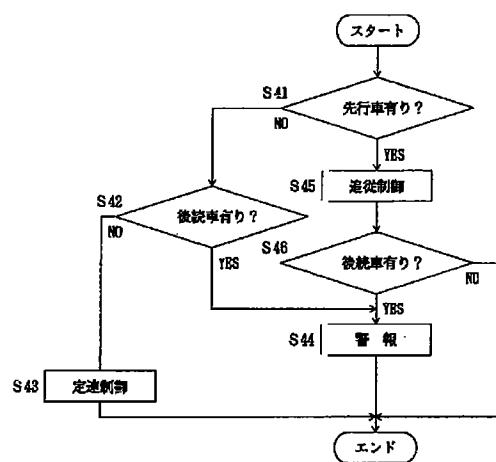 スタート
S41
先行車有り？
NO
YES
S45
追従制御
S42
後続車有り？
NO
YES
S46
後続車有り？
NO
YES
S44
警 報
S43
定速制御
エンド